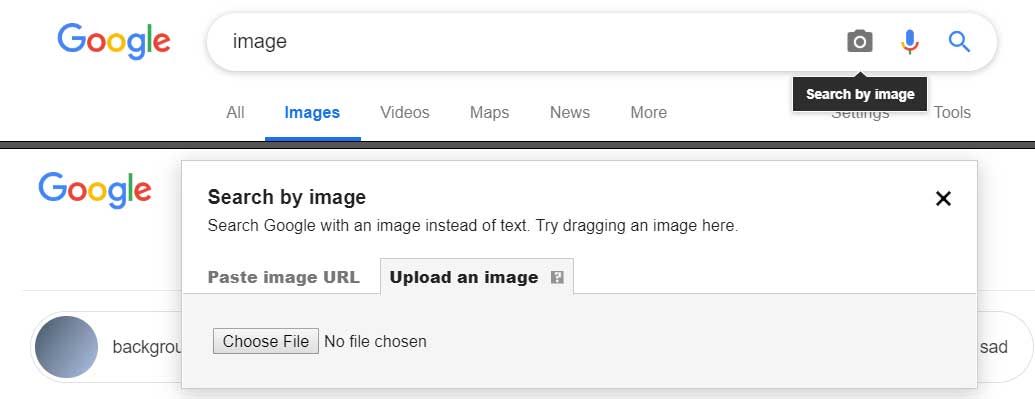 Google
image
Search by image
All Images Videos Maps News More Settings Tools
Google
Search by image
Search Google with an image instead of text. Try dragging an image here.
Paste image URL Upload an image ?
backgrou
sad
Choose File No file chosen